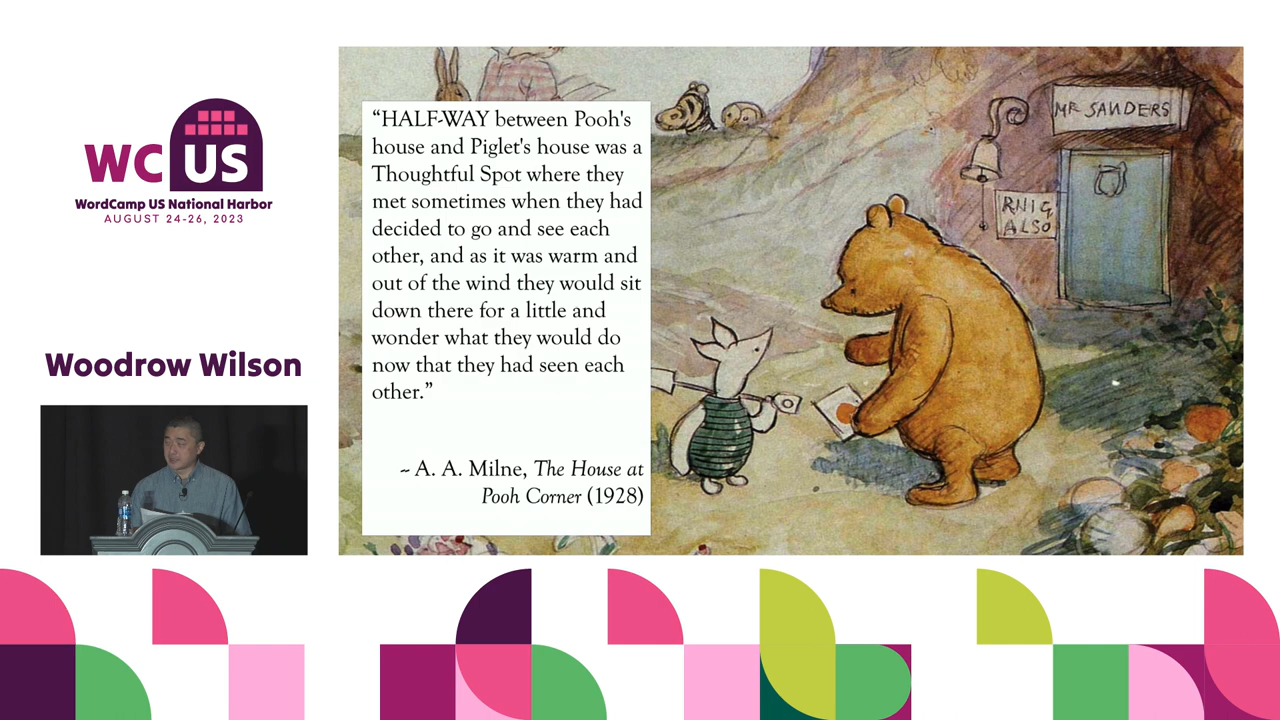 WC US
WordCamp US National Harbor
AUGUST 24-26, 2023
Woodrow Wilson
“HALF-WAY between Pooh's
house and Piglet's house was a
Thoughtful Spot where they
met sometimes when they had
decided to go and see each
other, and as it was warm and
out of the wind they would sit
down there for a little and
wonder what they would do
now that they had seen each
other.”
~ A. A. Milne, The House at
Pooh Corner (1928)
MR SANDERS
RNIG
ALSO